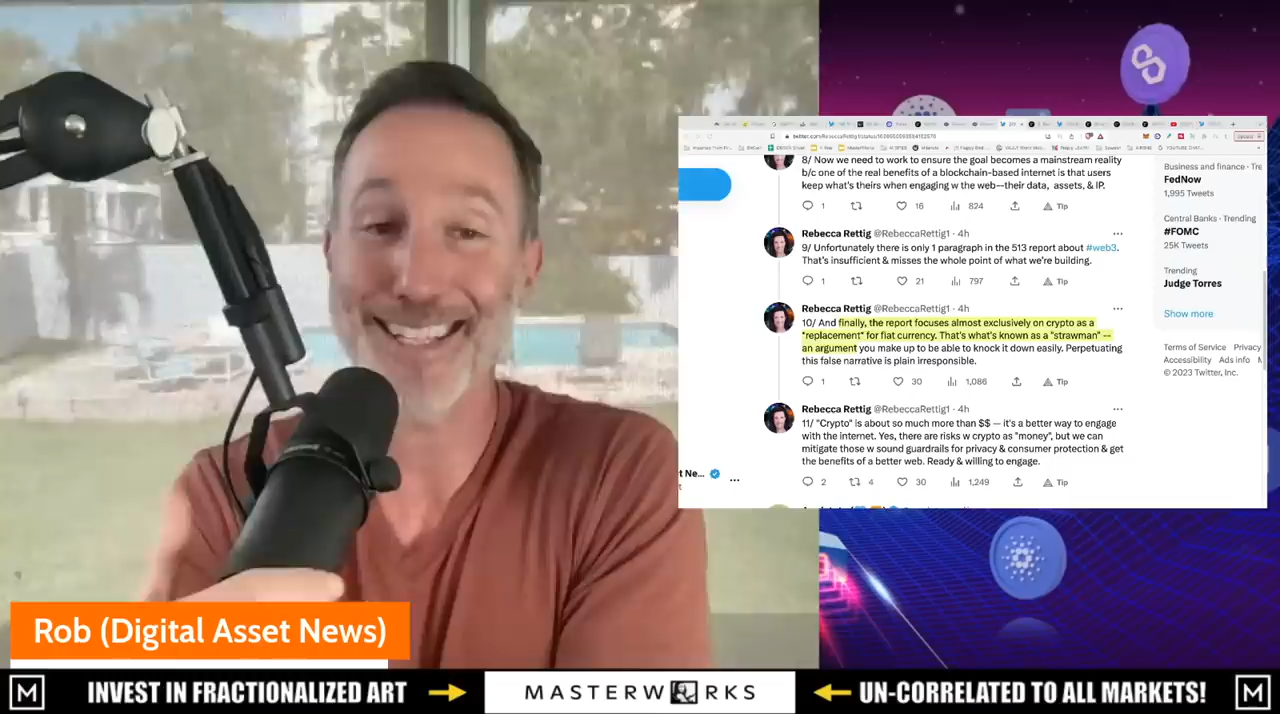 twitter.com/RebeccaRettig1/status/
8/ Now we need to work to ensure the goal becomes a mainstream reality
b/c one of the real benefits of a blockchain-based internet is that users
keep what's theirs when engaging w the web--their data, assets, & IP.
1 16 824 Tip
Rebecca Rettig @RebeccaRettig1 · 4h
9/ Unfortunately there is only 1 paragraph in the 513 report about #web3.
That's insufficient & misses the whole point of what we're building.
1 21 797 Tip
Rebecca Rettig @RebeccaRettig1 · 4h
10/ And finally, the report focuses almost exclusively on crypto as a
*replacement* for fiat currency. That's what's known as a "strawman" --
an argument you make up to be able to knock it down easily. Perpetuating
this false narrative is plain irresponsible.
1 30 1,086 Tip
Rebecca Rettig @RebeccaRettig1 · 4h
11/ "Crypto" is about so much more than $$ — it's a better way to engage
with the internet. Yes, there are risks w crypto as "money", but we can
mitigate those w sound guardrails for privacy & consumer protection & get
the benefits of a better web. Ready & willing to engage.
2 4 30 1,249 Tip
t Ne...
Business and finance · Tre
FedNow
1,995 Tweets
Central Banks · Trending
#FOMC
25K Tweets
Trending
Judge Torres
Show more
Terms of Service Privacy
Accessibility Ads info M
© 2023 Twitter, Inc.
Rob (Digital Asset News)
M INVEST IN FRACTIONALIZED ART MASTERWORKS UN-CORRELATED TO ALL MARKETS! M